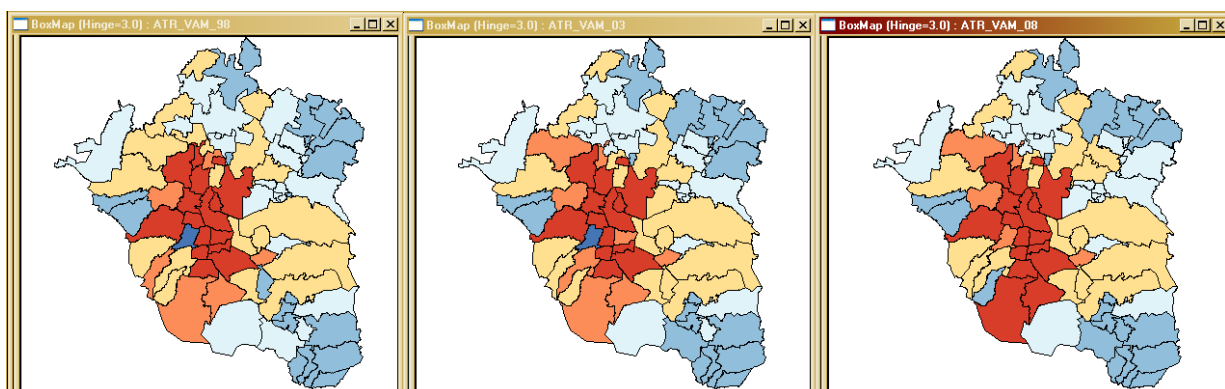 BoxMap (Hinge=3.0) : ATR_VAM_98
BoxMap (Hinge=3.0) : ATR_VAM_03
BoxMap (Hinge=3.0) : ATR_VAM_08